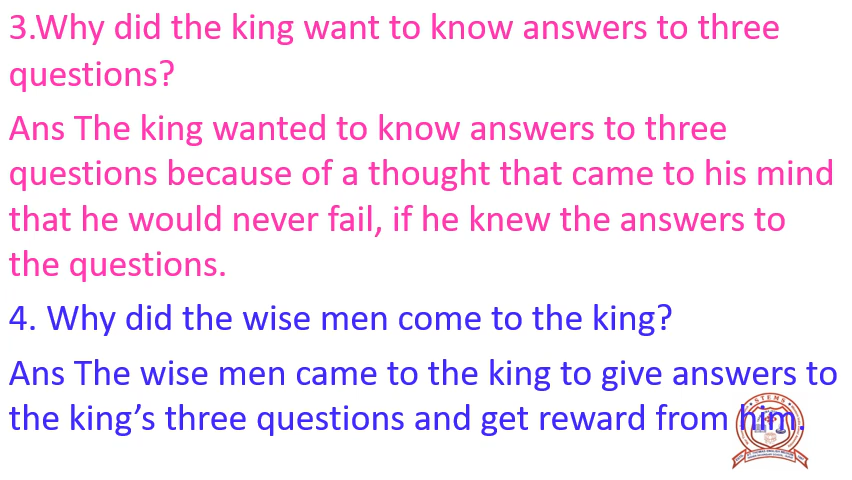 3.Why did the king want to know answers to three
questions?
Ans The king wanted to know answers to three
questions because of a thought that came to his mind
that he would never fail, if he knew the answers to
the questions.
4. Why did the wise men come to the king?
Ans The wise men came to the king to give answers to
the king’s three questions and get reward from him.
STEMS